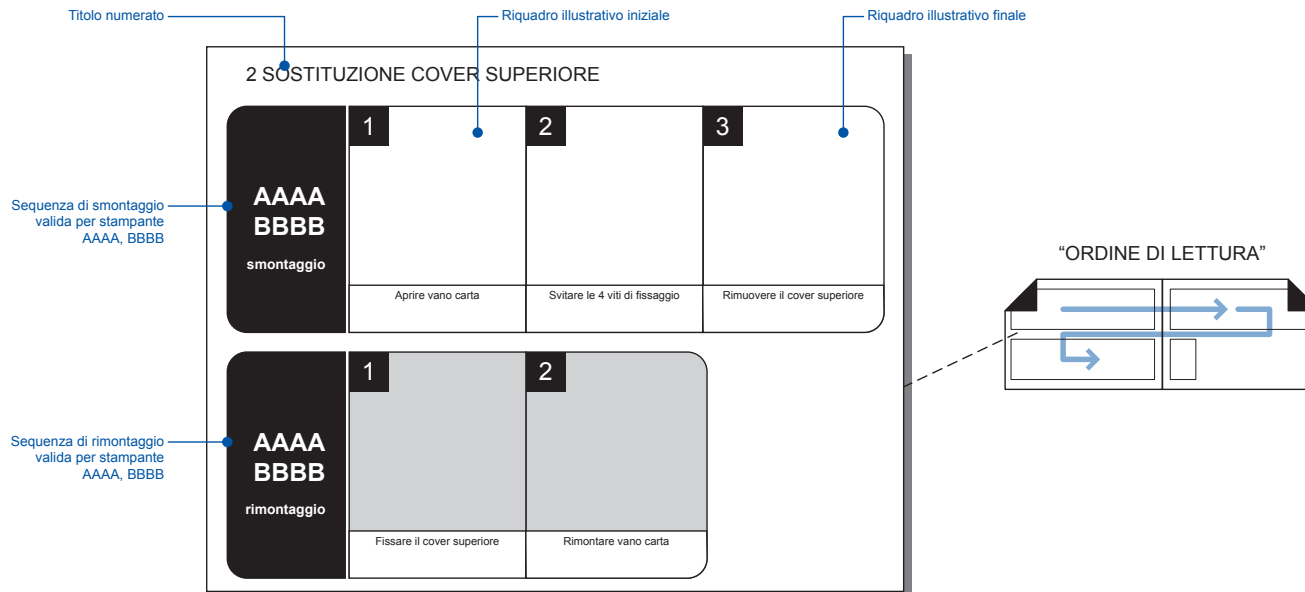 Titolo numerato
Riquadro illustrativo iniziale
Riquadro illustrativo finale
2 SOSTITUZIONE COVER SUPERIORE
Sequenza di smontaggio
valida per stampante
AAAA, BBBB
AAAA
BBBB
smontaggio
1
2
3
Aprire vano carta
Svitare le 4 viti di fissaggio
Rimuovere il cover superiore
“ORDINE DI LETTURA”
Sequenza di rimontaggio
valida per stampante
AAAA, BBBB
AAAA
BBBB
rimontaggio
1
2
Fissare il cover superiore
Rimontare vano carta